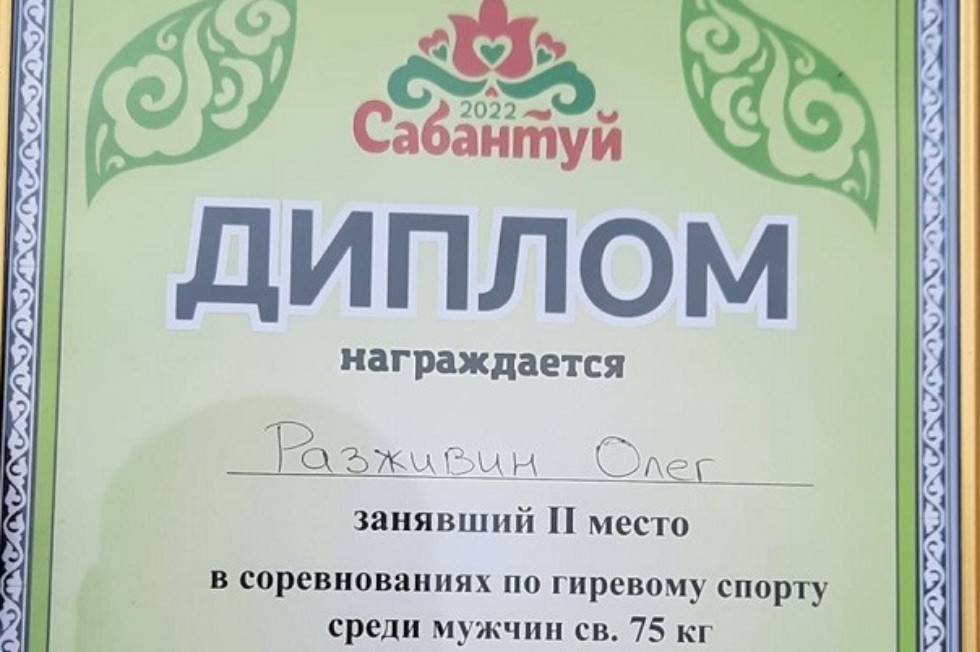 2022
Сабантуй
ДИПЛОМ
награждается
Разживин Олег
занявший II место
в соревнованиях по гиревому спорту
среди мужчин св. 75 кг